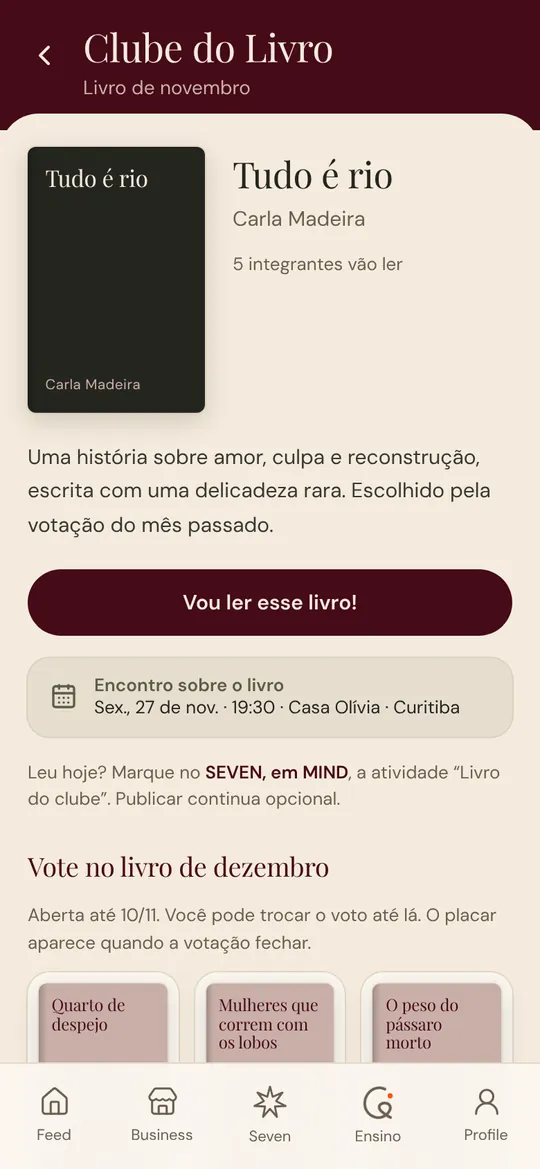 Clube do Livro
Livro de novembro
Tudo é rio
Carla Madeira
Tudo é rio
Carla Madeira
5 integrantes vão ler
Uma história sobre amor, culpa e reconstrução,
escrita com uma delicadeza rara. Escolhido pela
votação do mês passado.
Vou ler esse livro!
Encontro sobre o livro
Sex., 27 de nov. · 19:30 · Casa Olívia · Curitiba
Leu hoje? Marque no SEVEN, em MIND, a atividade “Livro
do clube”. Publicar continua opcional.
Vote no livro de dezembro
Aberta até 10/11. Você pode trocar o voto até lá. O placar
aparece quando a votação fechar.
Quarto de
despejo
Mulheres que
correm com
os lobos
O peso do
pássaro
morto
Feed
Business
Seven
Ensino
Profile